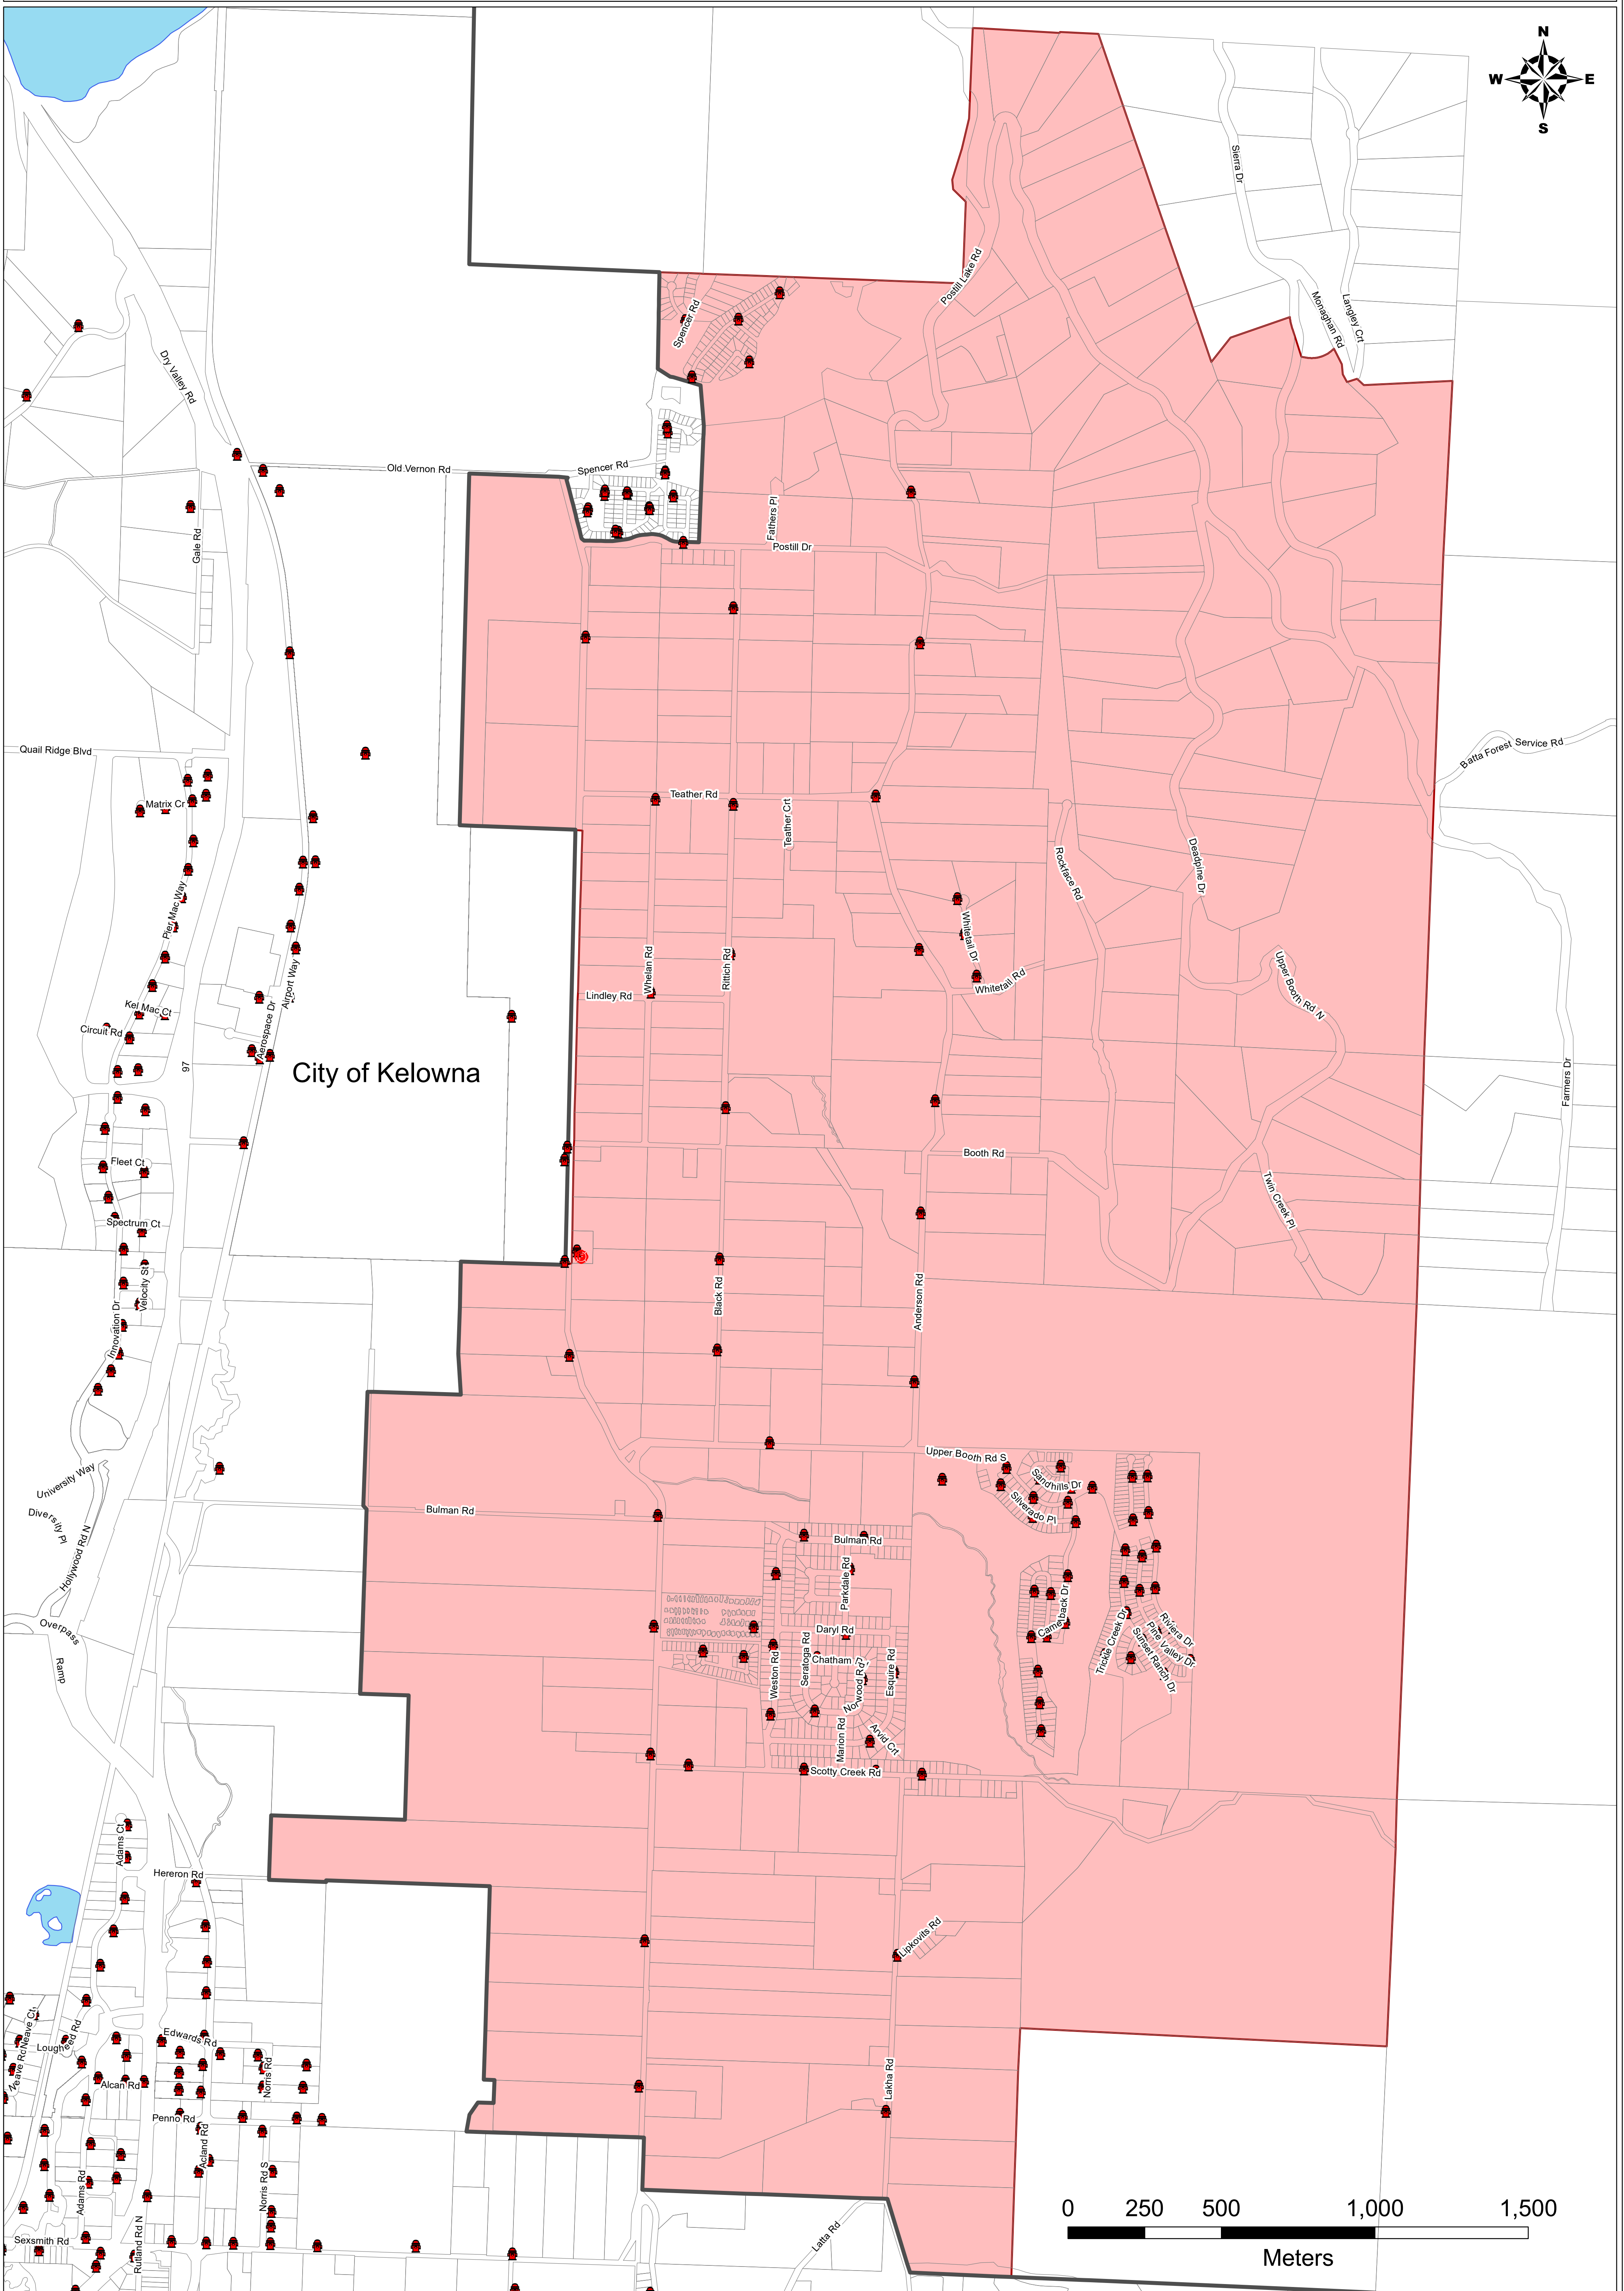 N
W E
S
Sierra Dr
Postill Lake Rd
Monaghan Rd
Langley Crt
Spencer Rd
Dry Valley Rd
Old Vernon Rd
Spencer Rd
Fathers Pl
Gale Rd
Postill Dr
Quail Ridge Blvd
Batta Forest Service Rd
Matrix Cr
Teather Rd
Teather Crt
Rockface Rd
Deadpine Dr
Pier Mac Way
Whitetail Dr
Whelan Rd
Rittich Rd
Airport Way
Whitetail Rd
Upper Booth Rd N
Lindley Rd
Kel Mac Ct
Circuit Rd
Aerospace Dr
97
City of Kelowna
Farmers Dr
Fleet Ct
Booth Rd
Twin Creek Pl
Spectrum Ct
Velocity St
Black Rd
Anderson Rd
Innovation Dr
Upper Booth Rd S
University Way
Sandhills Dr
Silverado Pl
Bulman Rd
Diversity Pl
Bulman Rd
Hollywood Rd N
Parkdale Rd
Camelback Dr
Overpass
Daryl Rd
Riviera Dr
Pine Valley Dr
Trickle Creek Dr
Sunset Ranch Dr
Seratoga Rd
Chatham
Esquire Rd
Ramp
Weston Rd
Norwood Rd
Marion Rd
Arvid Crt
Scotty Creek Rd
Adams Ct
Hereron Rd
Lipkovits Rd
Neave Ct
Edwards Rd
Lougheed Rd
Neave Rd
Norris Rd
Alcan Rd
Lakha Rd
Penno Rd
Acland Rd
Adams Rd
Norris Rd S
Rutland Rd N
Sexsmith Rd
Latta Rd
0 250 500 1,000 1,500
Meters